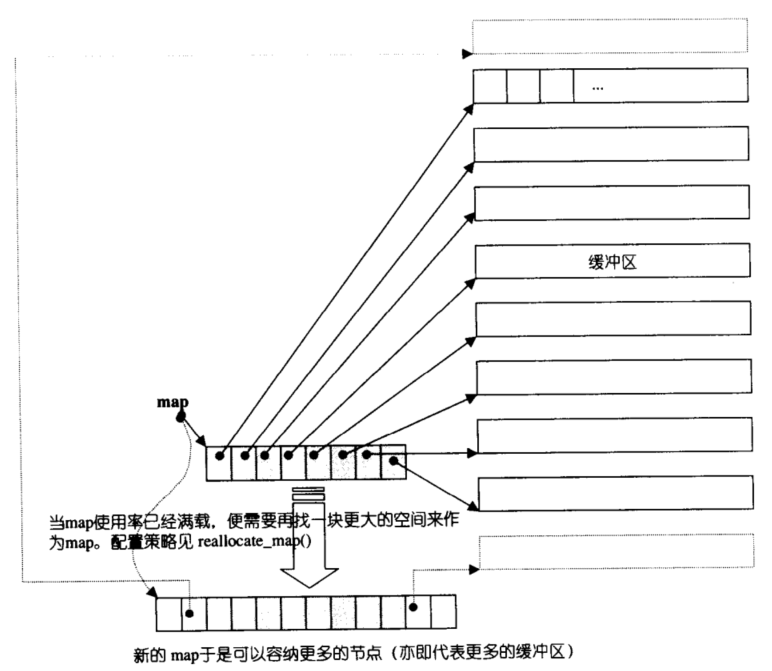 ...
缓冲区
map
当map使用率已经满载，便需要再找一块更大的空间来作
为map。配置策略见 reallocate_map()
新的 map于是可以容纳更多的节点（亦即代表更多的缓冲区）